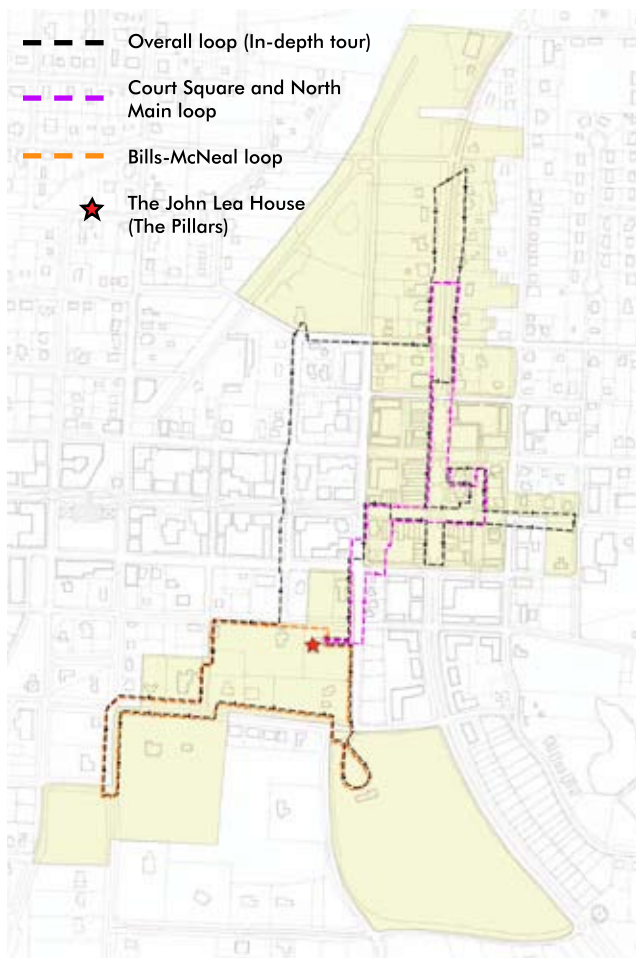 Overall loop (In-depth tour)
Court Square and North
Main loop
Bills-McNeal loop
The John Lea House
(The Pillars)